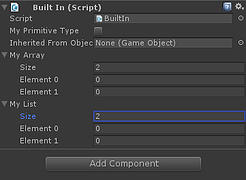 Built In (Script)
Script BuiltIn
My Primitive Type
Inherited From Objec None (Game Object)
My Array
Size 2
Element 0 0
Element 1 0
My List
Size 2
Element 0 0
Element 1 0
Add Component